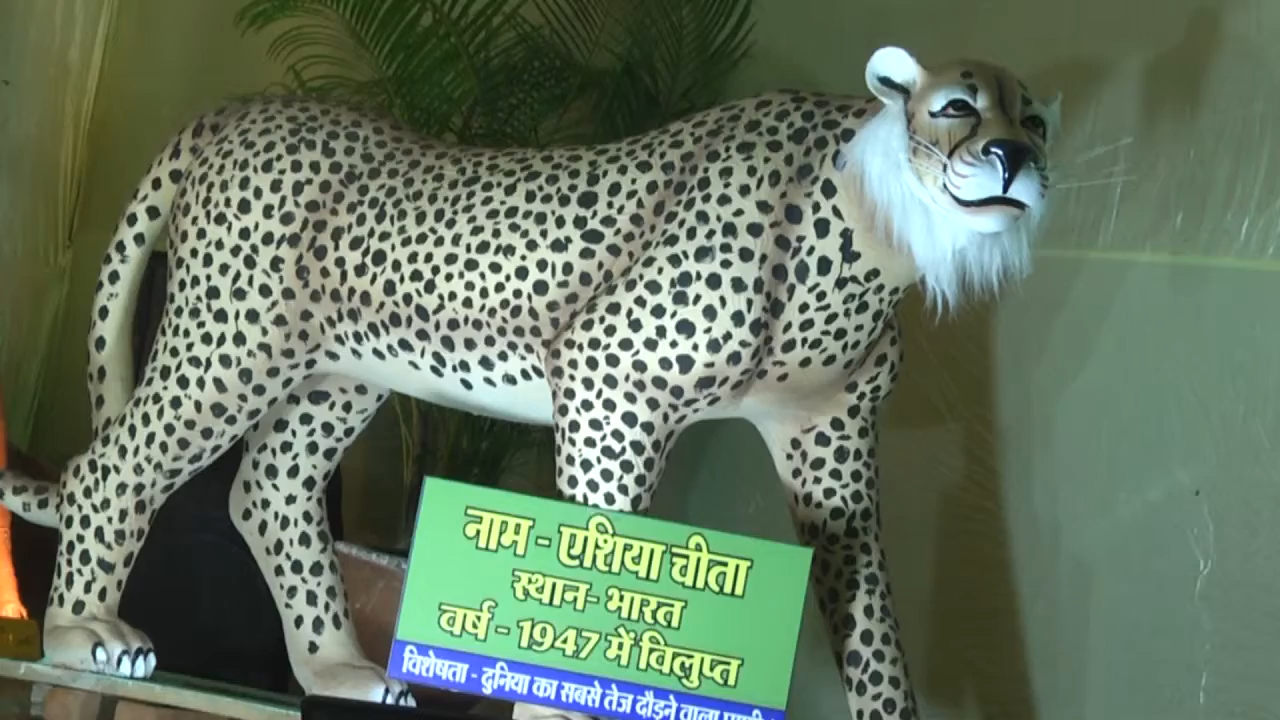 नाम - एशिया चीता
स्थान- भारत
वर्ष - 1947 में विलुप्त
विशेषता - दुनिया का सबसे तेज दौड़ने वाला